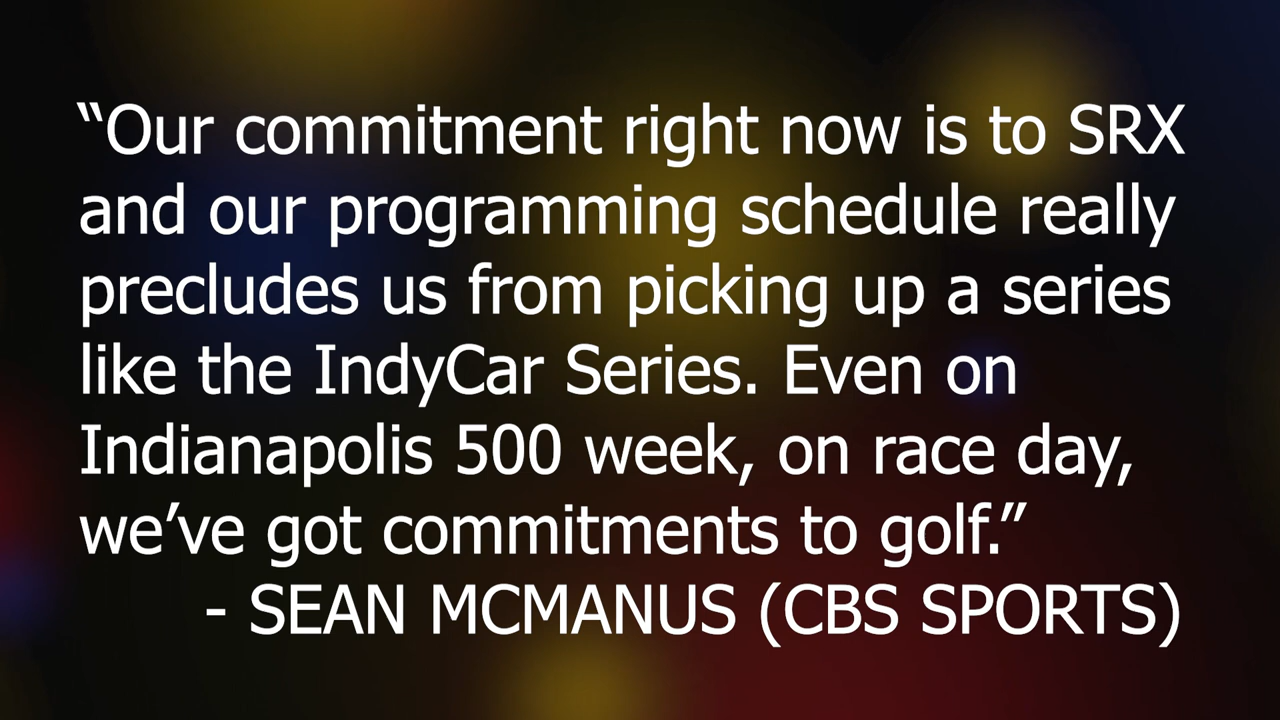 “Our commitment right now is to SRX
and our programming schedule really
precludes us from picking up a series
like the IndyCar Series. Even on
Indianapolis 500 week, on race day,
we’ve got commitments to golf.”
- SEAN MCMANUS (CBS SPORTS)